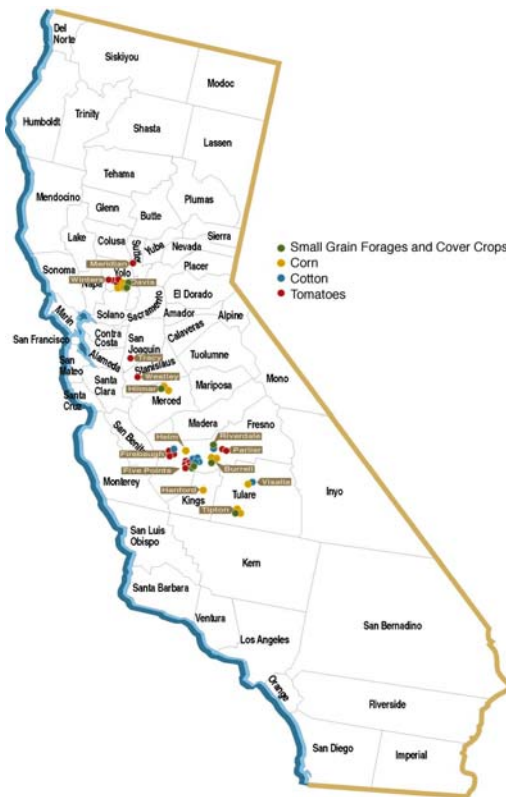 Del
Norte
Siskiyou
Modoc
Humboldt
Trinity
Shasta
Lassen
Tehama
Mendocino
Plumas
Glenn
Butte
Lake
Colusa
Sutter
Yuba
Sierra
Nevada
Small Grain Forages and Cover Crops
Corn
Cotton
Tomatoes
Meridian
Placer
Sonoma
Yolo
Winters
Davis
Napa
El Dorado
Solano
Sacramento
Amador
Alpine
Marin
Contra
Costa
San
Joaquin
Calaveras
San Francisco
Tracy
Tuolumne
Alameda
Stanislaus
San
Mateo
Mono
Westley
Santa
Clara
Mariposa
Hilmar
Santa
Cruz
Merced
Madera
Fresno
San Benito
Helm
Riverdale
Firebaugh
Parlier
Five Points
Burrell
Monterey
Visalia
Hanford
Kings
Tulare
Inyo
Tipton
San Luis
Obispo
Kern
Santa Barbara
Ventura
San Bernadino
Los Angeles
Orange
Riverside
San Diego
Imperial